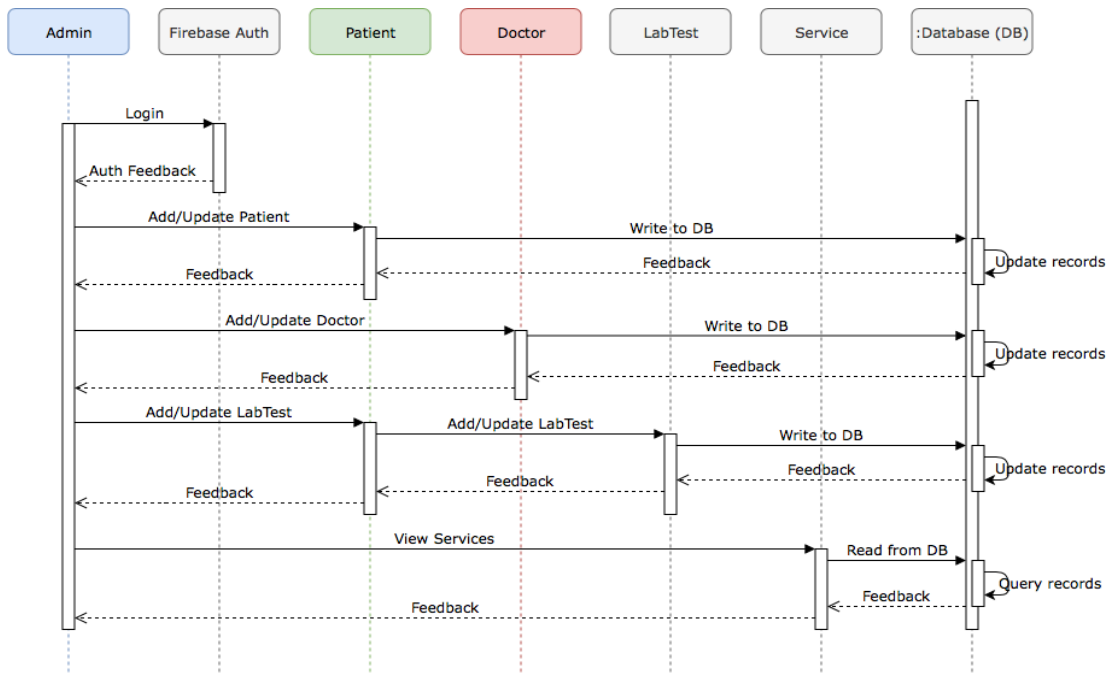 Admin
Firebase Auth
Patient
Doctor
LabTest
Service
:Database (DB)
Login
Auth Feedback
Add/Update Patient
Write to DB
Update records
Feedback
Feedback
Add/Update Doctor
Write to DB
Update records
Feedback
Feedback
Add/Update LabTest
Add/Update LabTest
Write to DB
Update records
Feedback
Feedback
Feedback
View Services
Read from DB
Query records
Feedback
Feedback